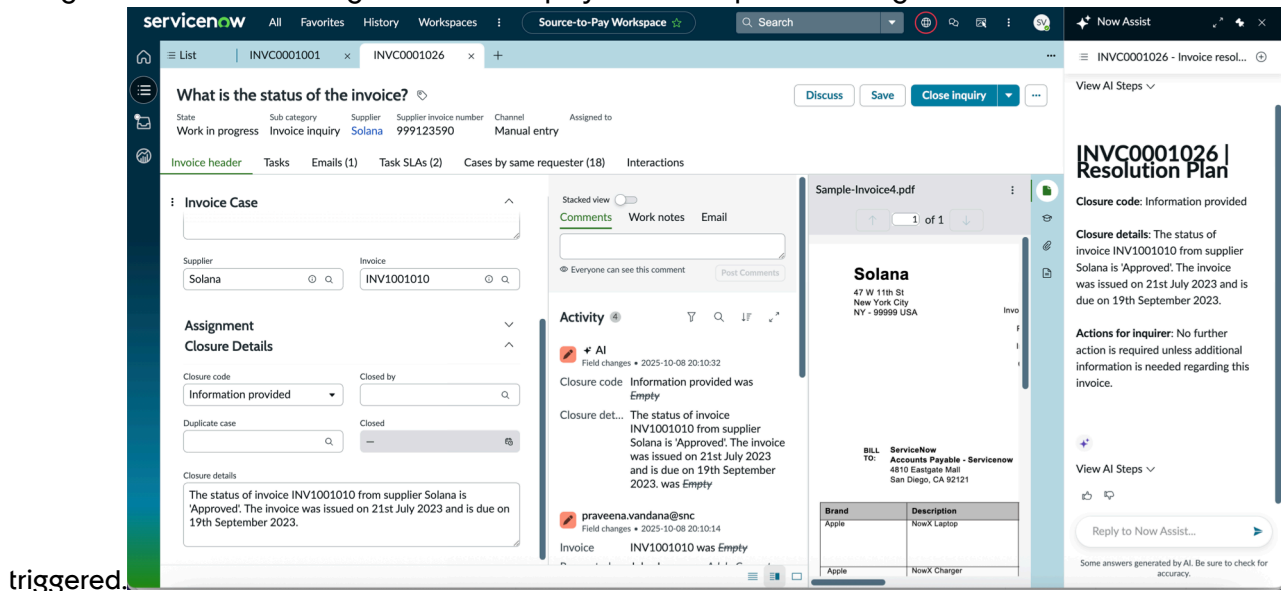 servicenow All Favorites History Workspaces Source-to-Pay Workspace Search SV Now Assist
List INVC0001001 INVC0001026
INVC0001026 - Invoice resol...
What is the status of the invoice?
Discuss Save Close inquiry
State Sub category Supplier Supplier invoice number Channel Assigned to
Work in progress Invoice inquiry Solana 999123590 Manual entry
Invoice header Tasks Emails (1) Task SLAs (2) Cases by same requester (18) Interactions
Invoice Case
Supplier Invoice
Solana INV1001010
Assignment
Closure Details
Closure code Closed by
Information provided
Duplicate case Closed
—
Closure details
The status of invoice INV1001010 from supplier Solana is
'Approved'. The invoice was issued on 21st July 2023 and is due on
19th September 2023.
Stacked view
Comments Work notes Email
Everyone can see this comment Post Comments
Activity 4
AI
Field changes • 2025-10-08 20:10:32
Closure code Information provided was
Empty
Closure det... The status of invoice
INV1001010 from supplier
Solana is 'Approved'. The invoice
was issued on 21st July 2023
and is due on 19th September
2023. was Empty
praveena.vandana@snc
Field changes • 2025-10-08 20:10:14
Invoice INV1001010 was Empty
Sample-Invoice4.pdf
1 of 1
Solana
47 W 11th St
New York City
NY - 99999 USA
Invo
BILL TO: ServiceNow
Accounts Payable - Servicenow
4810 Eastgate Mall
San Diego, CA 92121
Brand Description
Apple NowX Laptop
Apple NowX Charger
View AI Steps
INVC0001026 |
Resolution Plan
Closure code: Information provided
Closure details: The status of
invoice INV1001010 from supplier
Solana is 'Approved'. The invoice
was issued on 21st July 2023 and is
due on 19th September 2023.
Actions for inquirer: No further
action is required unless additional
information is needed regarding this
invoice.
View AI Steps
Reply to Now Assist...
Some answers generated by AI. Be sure to check for
accuracy.
triggered.